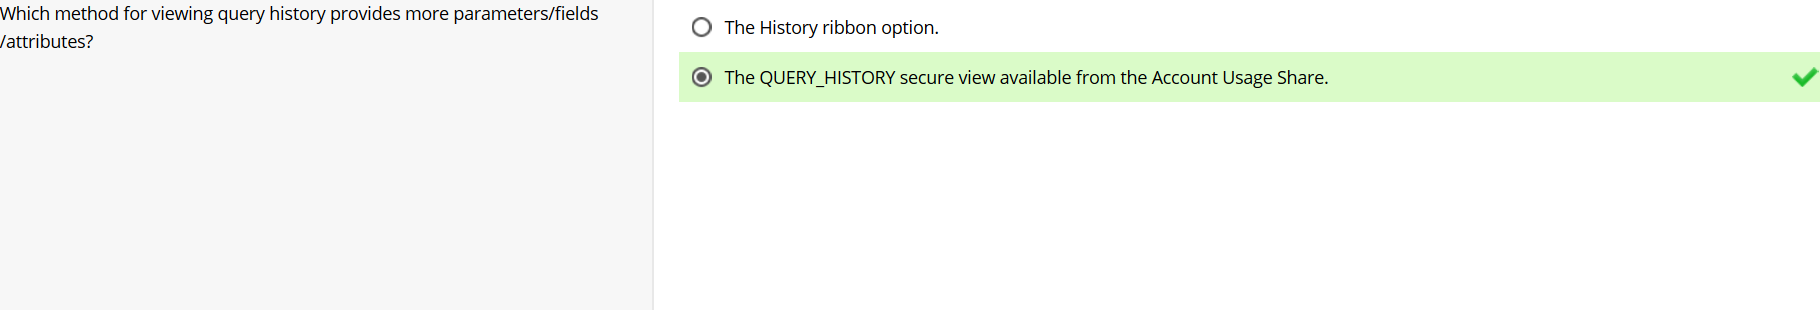 Which method for viewing query history provides more parameters/fields
/attributes?
The History ribbon option.
The QUERY_HISTORY secure view available from the Account Usage Share.